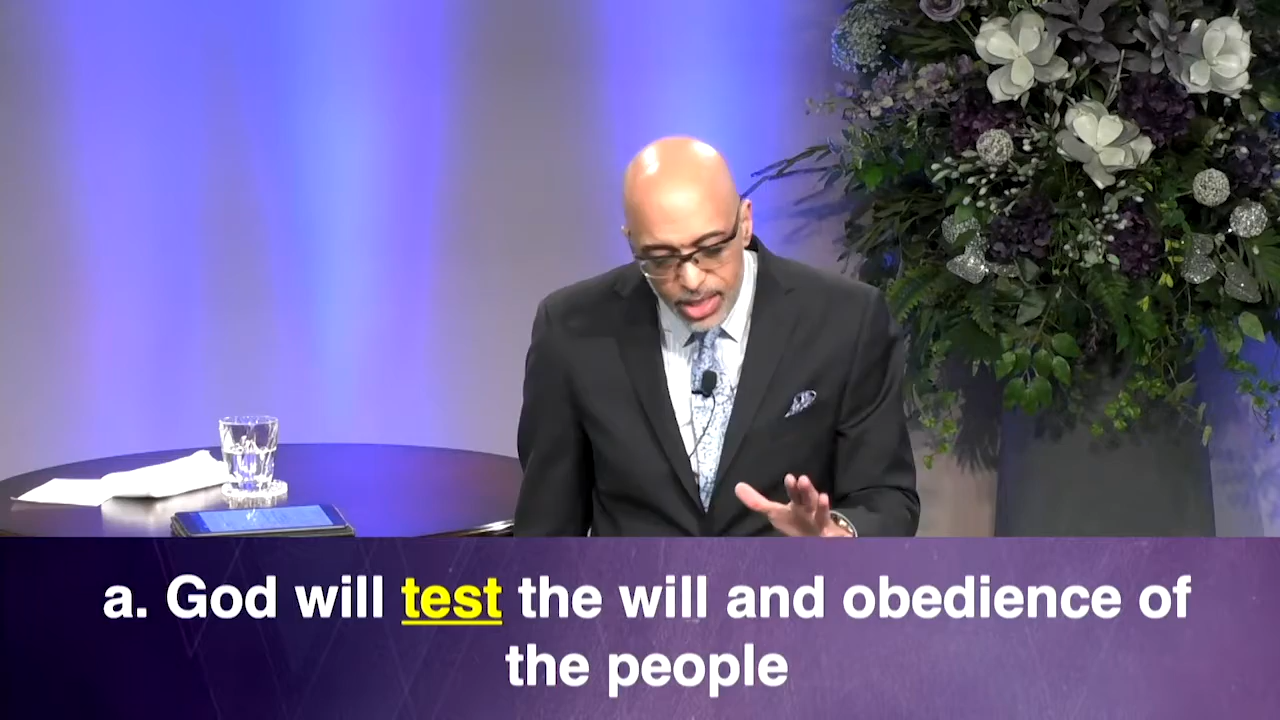 a. God will test the will and obedience of
the people